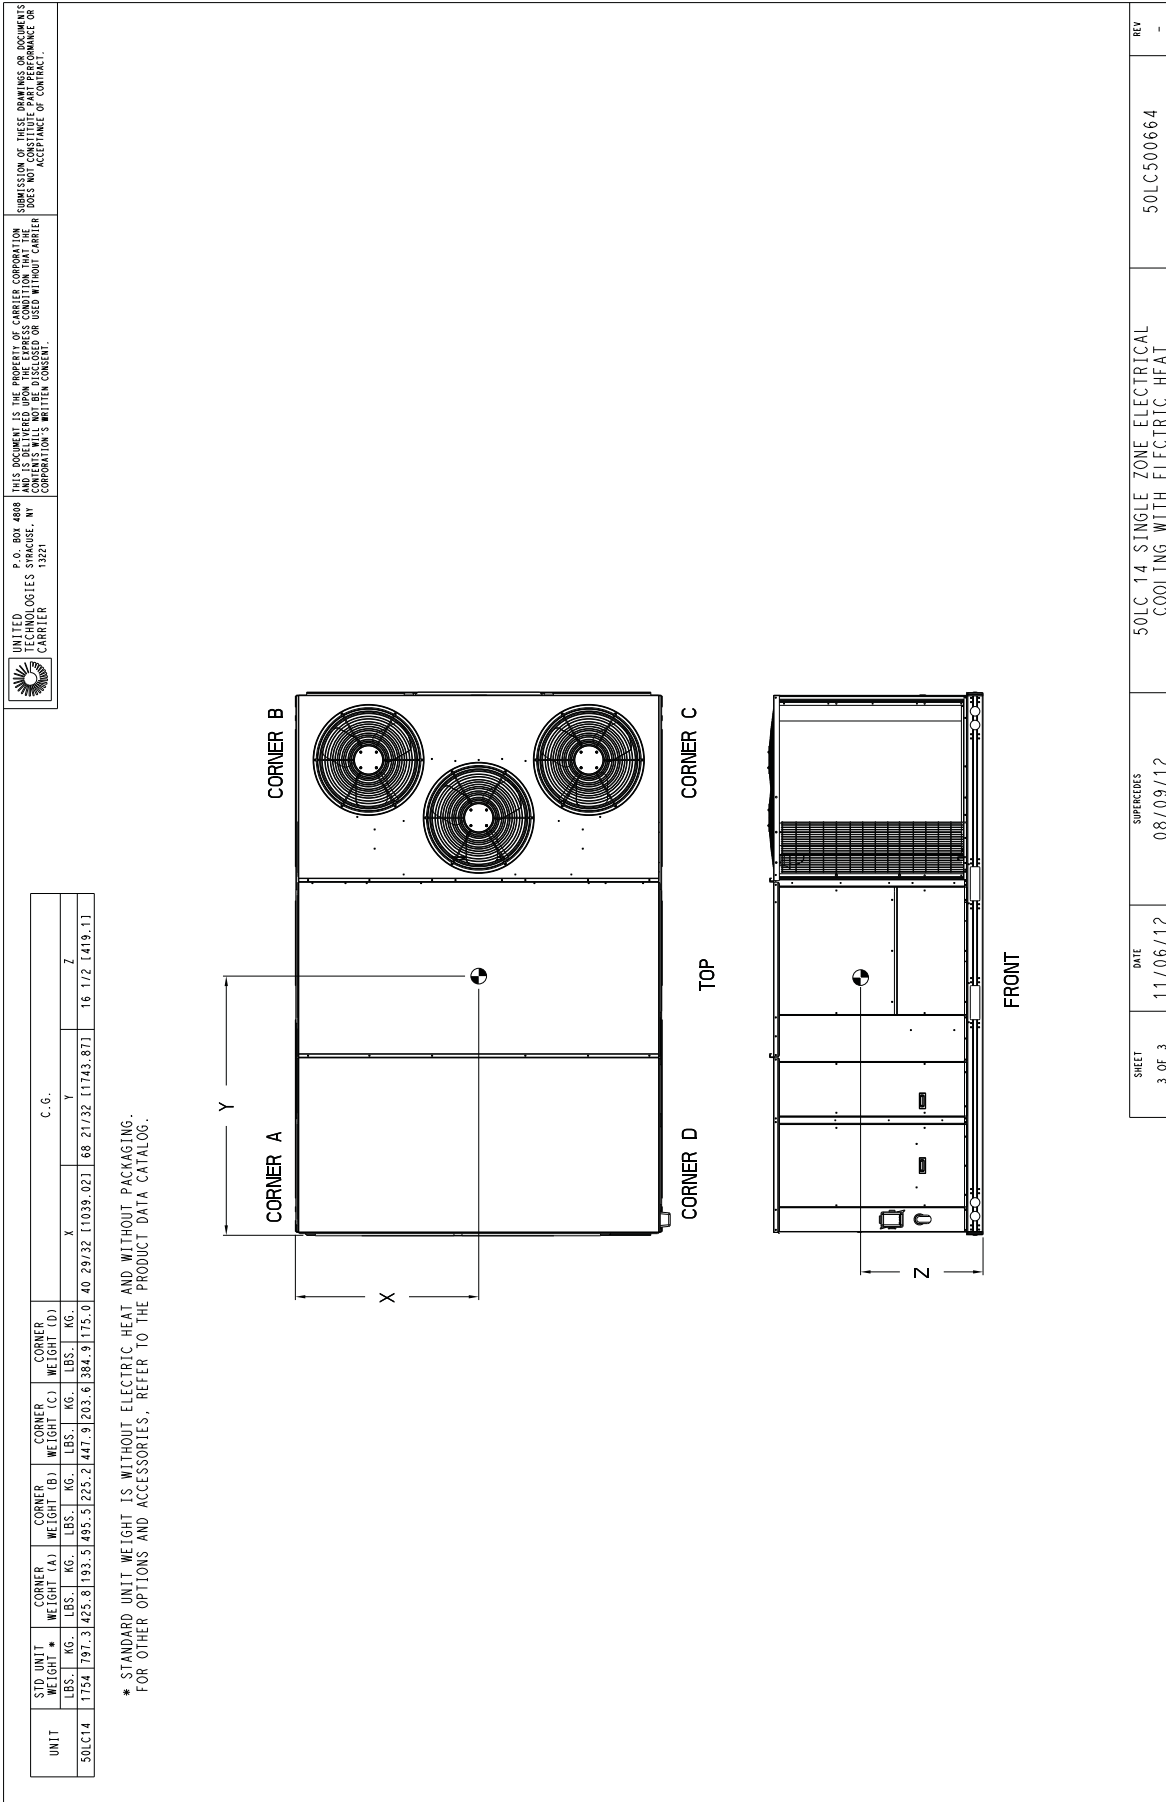 UNITED
TECHNOLOGIES
CARRIER
P.O. BOX 4808
SYRACUSE, NY
13221
THIS DOCUMENT IS THE PROPERTY OF CARRIER CORPORATION
AND IS DELIVERED UPON THE EXPRESS CONDITION THAT THE
CONTENTS WILL NOT BE DISCLOSED OR USED WITHOUT CARRIER
CORPORATION'S WRITTEN CONSENT.
SUBMISSION OF THESE DRAWINGS OR DOCUMENTS
DOES NOT CONSTITUTE PART PERFORMANCE OR
ACCEPTANCE OF CONTRACT.
UNIT
STD UNIT
WEIGHT *
CORNER
WEIGHT (A)
CORNER
WEIGHT (B)
CORNER
WEIGHT (C)
CORNER
WEIGHT (D)
C.G.
LBS. KG. LBS. KG. LBS. KG. LBS. KG. LBS. KG. X Y Z
50LC14 1754 797.3 425.8 193.5 495.5 225.2 447.9 203.6 384.9 175.0 40 29/32 [1039.02] 68 21/32 [1743.87] 16 1/2 [419.1]
* STANDARD UNIT WEIGHT IS WITHOUT ELECTRIC HEAT AND WITHOUT PACKAGING.
FOR OTHER OPTIONS AND ACCESSORIES, REFER TO THE PRODUCT DATA CATALOG.
Y
CORNER A
CORNER B
X
CORNER D
CORNER C
TOP
Z
FRONT
SHEET
3 OF 3
DATE
11/06/12
SUPERCEDES
08/09/12
50LC 14 SINGLE ZONE ELECTRICAL
COOLING WITH ELECTRIC HEAT
50LC500664
REV
-